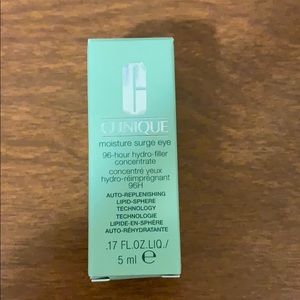 CLINIQUE
moisture surge eye
96-hour hydro-filler
concentrate
concentré yeux
hydro-réimprégnant
96H
AUTO-REPLENISHING
LIPID-SPHERE
TECHNOLOGY
TECHNOLOGIE
LIPIDE-EN-SPHÈRE
AUTO-RÉHYDRATANTE
.17 FL.OZ.LIQ./
5 ml e